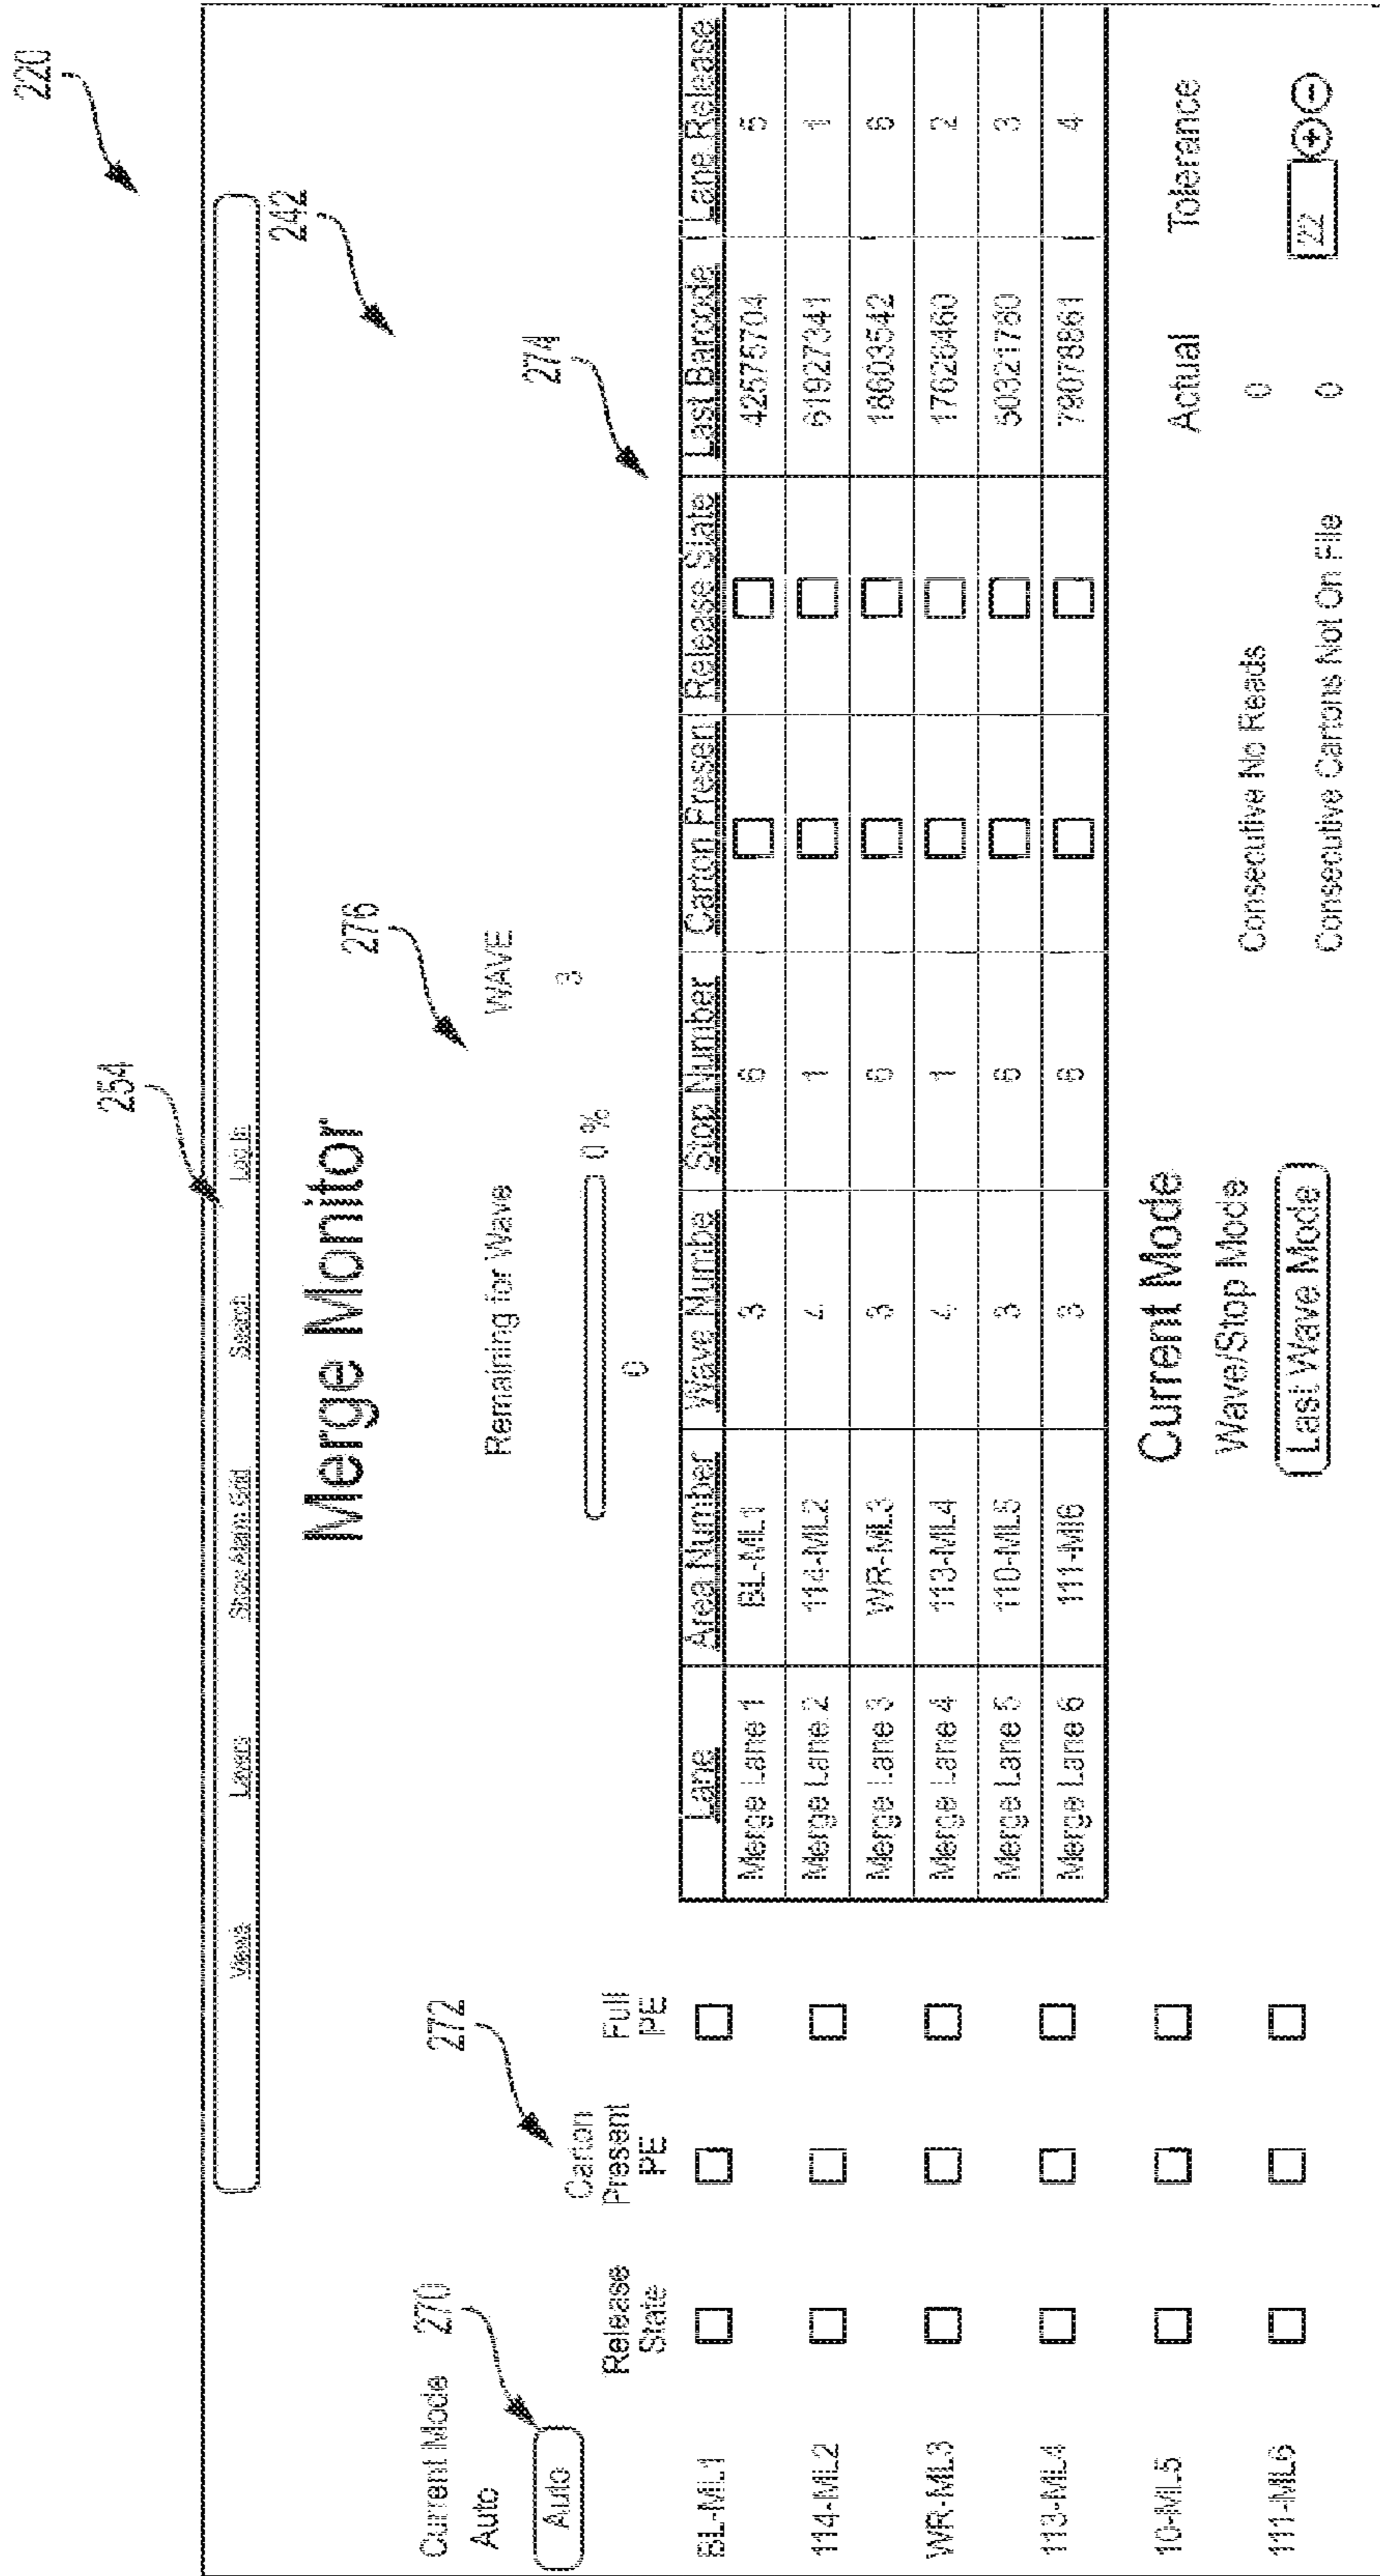 220
254
Views Layers Show Alarm Grid Search Log In
242
Merge Monitor
Current Mode 270
Auto
Auto
272
276
Remaining for Wave WAVE
0 % 3
0
274
Release State
Carton Present PE
Full PE
BL-ML1
114-ML2
WR-ML3
113-ML4
10-ML5
111-ML6
Lane Area Number Wave Numbe Stop Number Carton Presen Release State Last Barcode Lane Release
Merge Lane 1 BL-ML1 3 6 42575704 5
Merge Lane 2 114-ML2 4 1 61927341 1
Merge Lane 3 WR-ML3 3 6 18603542 6
Merge Lane 4 113-ML4 4 1 17626460 2
Merge Lane 5 110-ML5 3 6 50321780 3
Merge Lane 6 111-Ml6 3 6 79078861 4
Current Mode
Wave/Stop Mode
Last Wave Mode
Actual Tolerance
Consecutive No Reads 0
Consecutive Cartons Not On File 0 22 + -